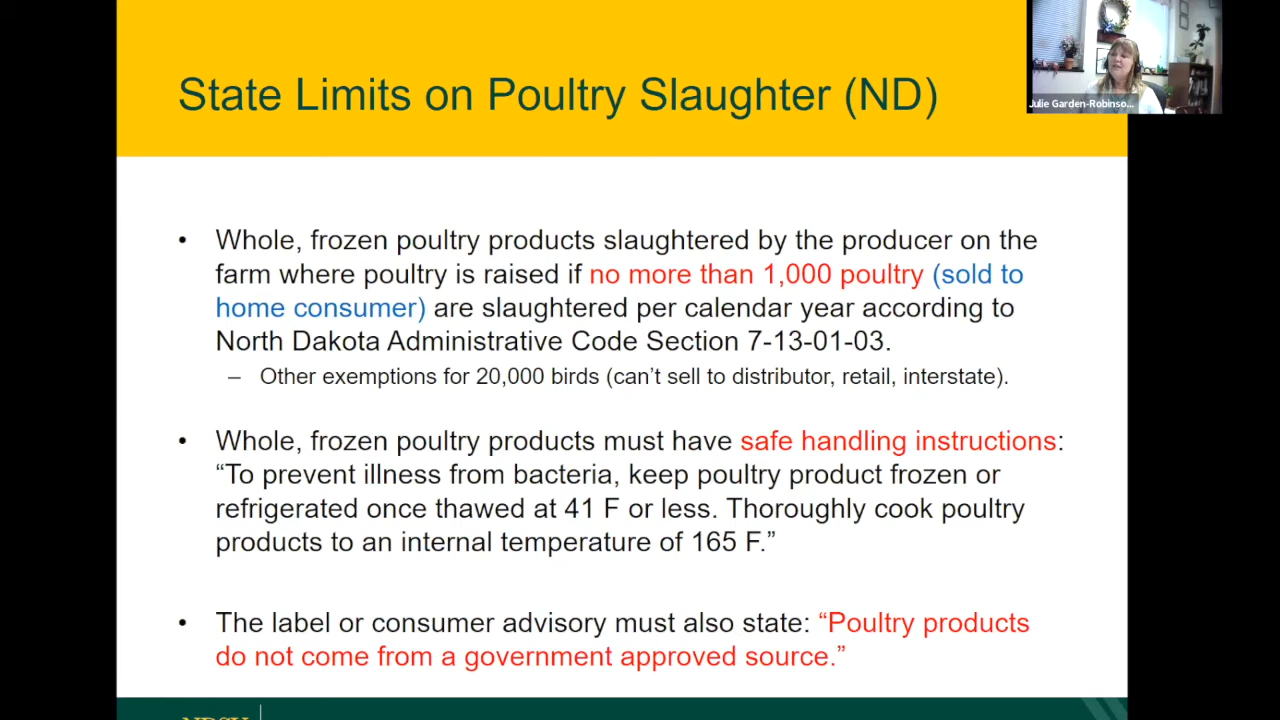 State Limits on Poultry Slaughter (ND)
Julie Garden-Robinso...
• Whole, frozen poultry products slaughtered by the producer on the
farm where poultry is raised if no more than 1,000 poultry (sold to
home consumer) are slaughtered per calendar year according to
North Dakota Administrative Code Section 7-13-01-03.
– Other exemptions for 20,000 birds (can’t sell to distributor, retail, interstate).
• Whole, frozen poultry products must have safe handling instructions:
“To prevent illness from bacteria, keep poultry product frozen or
refrigerated once thawed at 41 F or less. Thoroughly cook poultry
products to an internal temperature of 165 F.”
• The label or consumer advisory must also state: “Poultry products
do not come from a government approved source.”